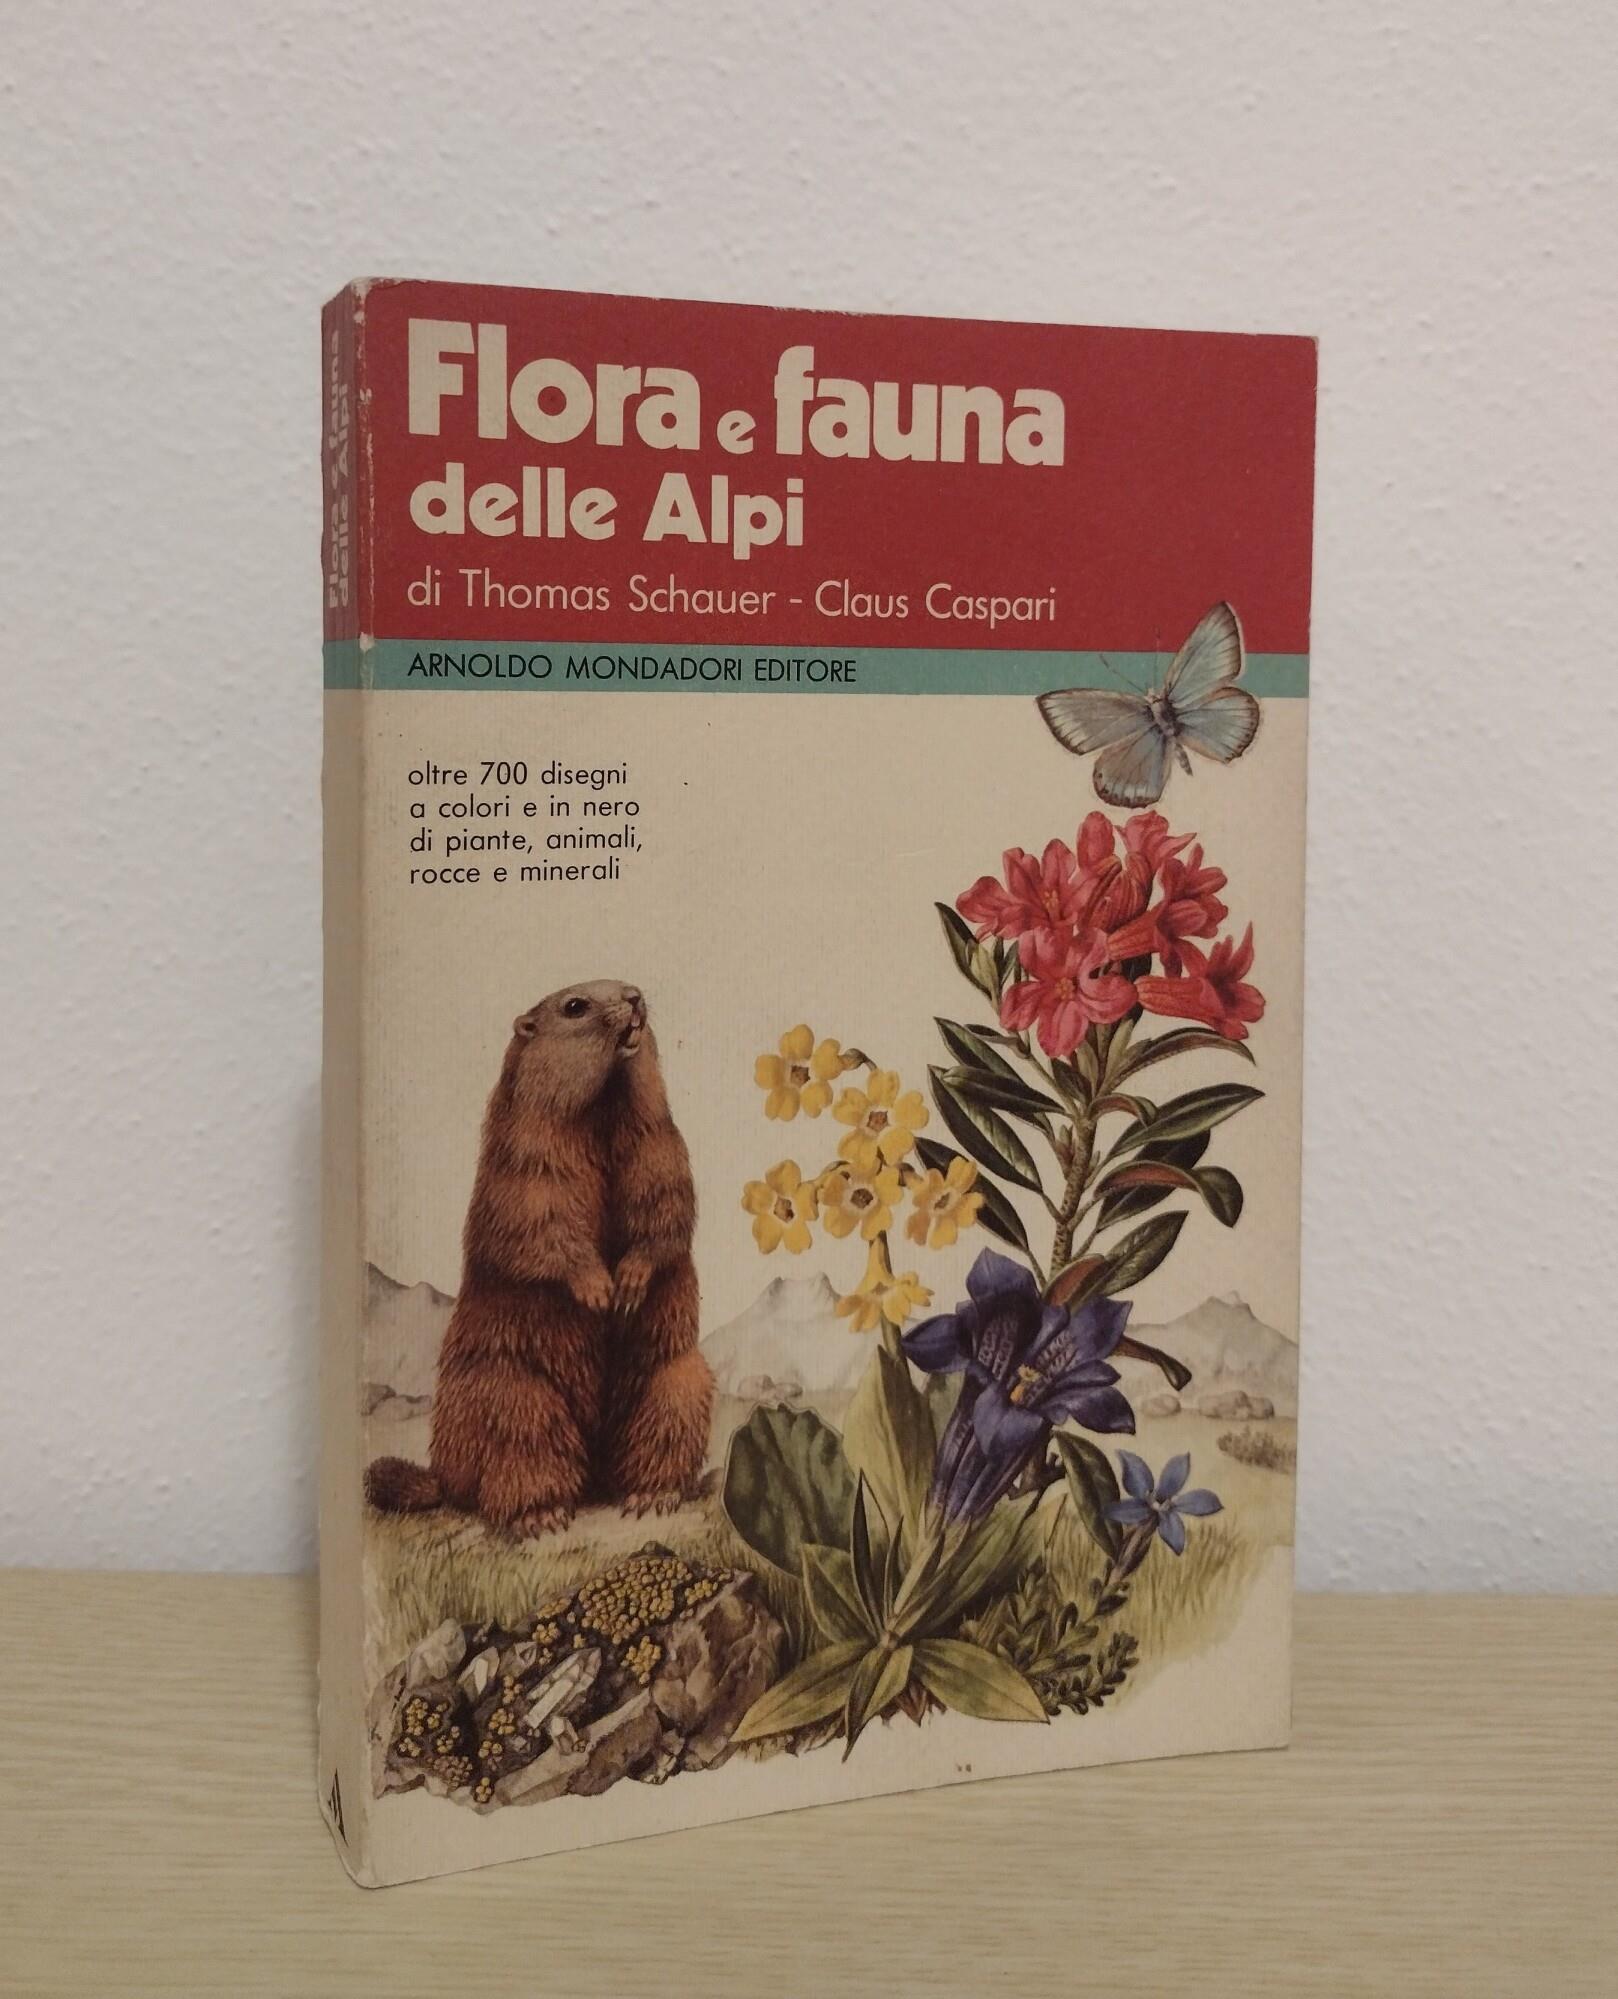 Flora e fauna
delle Alpi
di Thomas Schauer - Claus Caspari
ARNOLDO MONDADORI EDITORE
oltre 700 disegni
a colori e in nero
di piante, animali,
rocce e minerali
Flora e fauna
delle Alpi